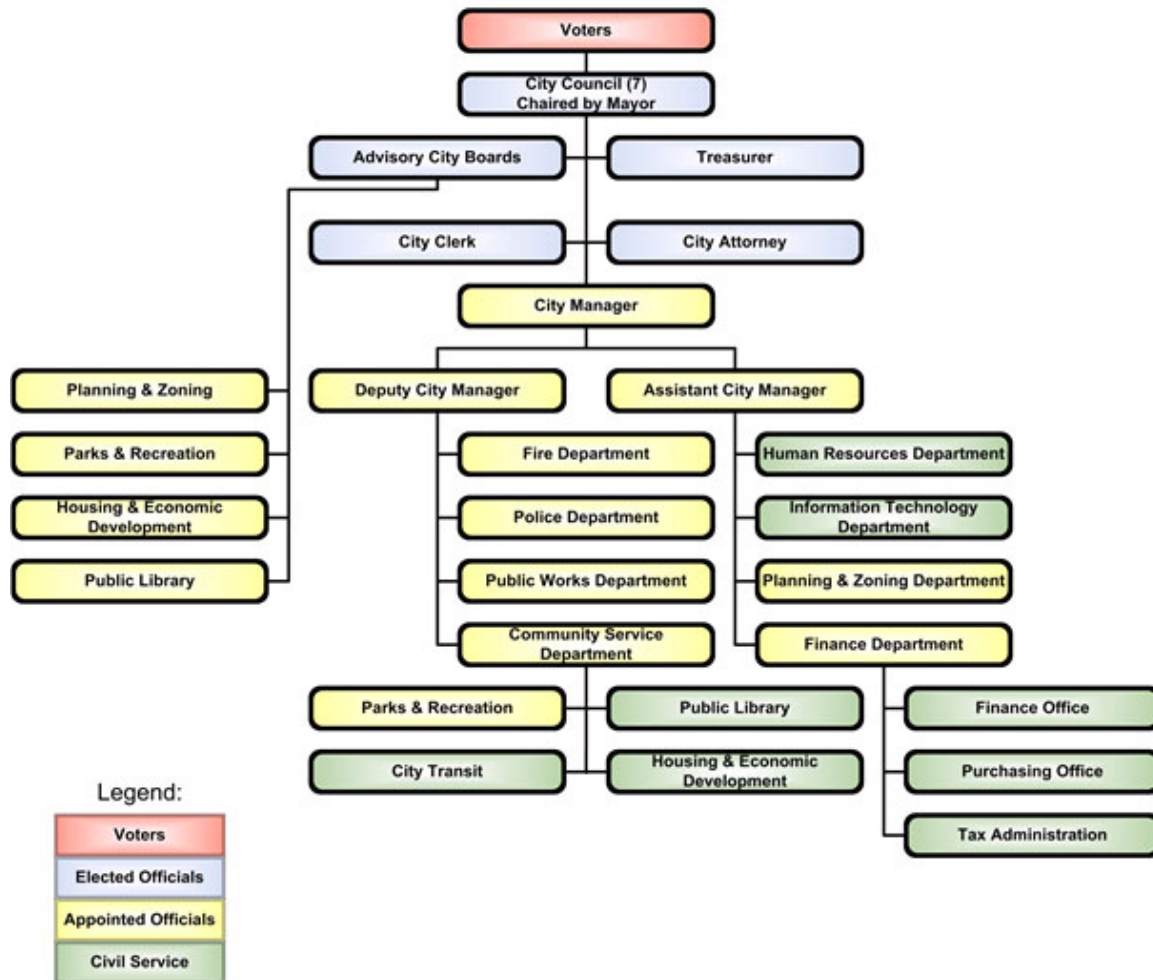 Voters
City Council (7)
Chaired by Mayor
Advisory City Boards
Treasurer
City Clerk
City Attorney
City Manager
Deputy City Manager
Assistant City Manager
Planning & Zoning
Parks & Recreation
Housing & Economic
Development
Public Library
Fire Department
Police Department
Public Works Department
Community Service
Department
Human Resources Department
Information Technology
Department
Planning & Zoning Department
Finance Department
Parks & Recreation
Public Library
City Transit
Housing & Economic
Development
Finance Office
Purchasing Office
Tax Administration
Legend:
Voters
Elected Officials
Appointed Officials
Civil Service